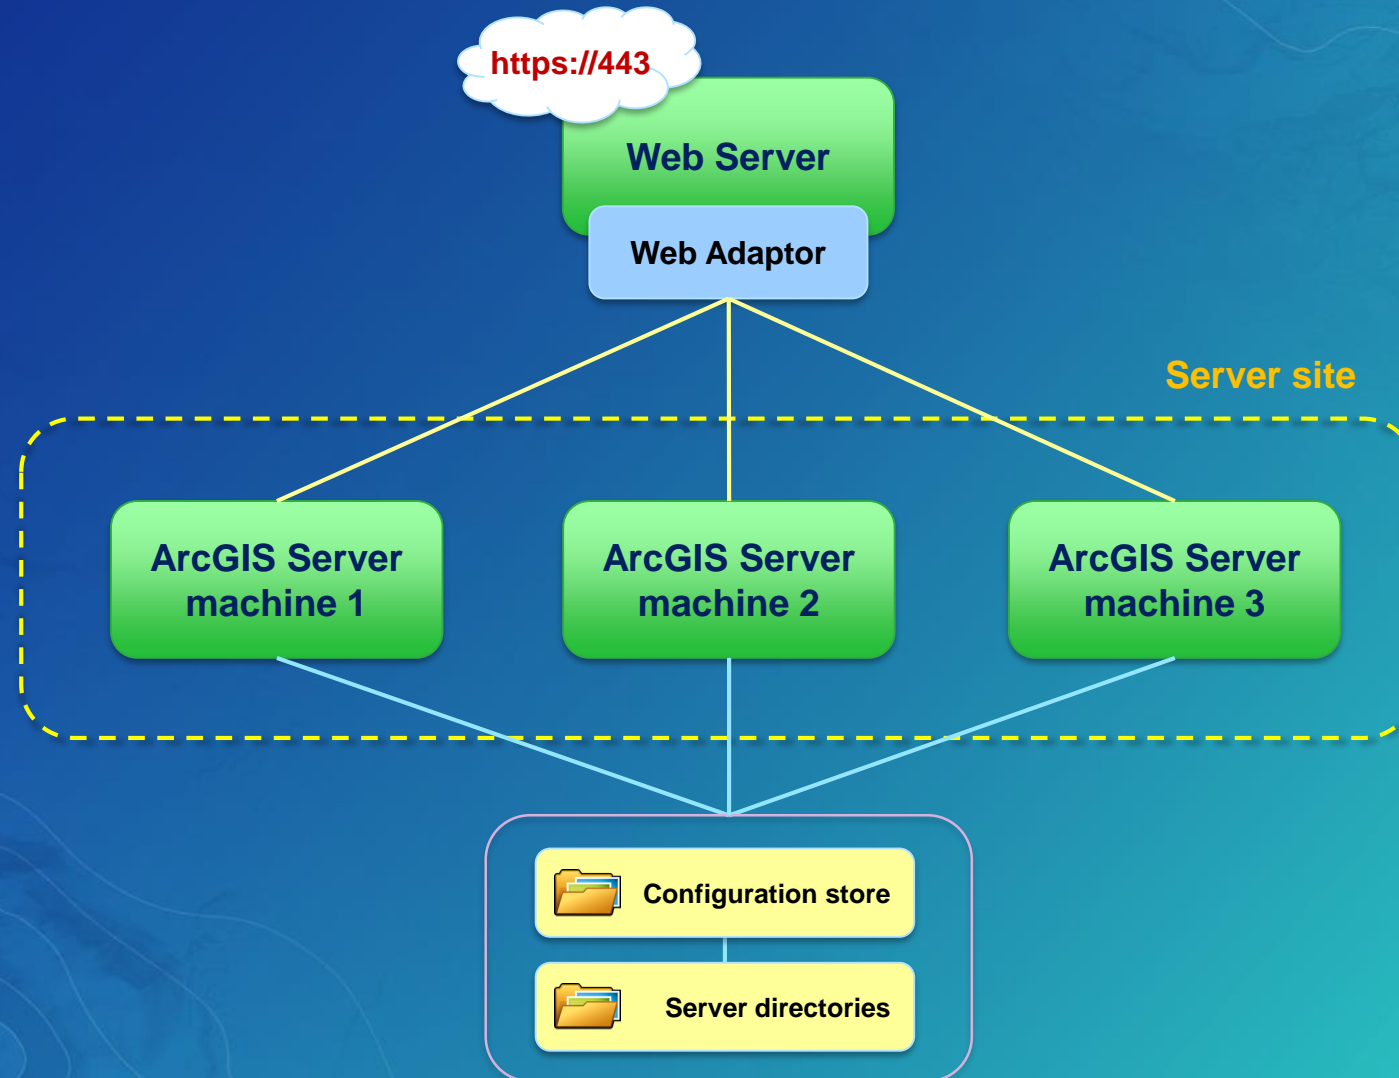 https://443
Web Server
Web Adaptor
Server site
ArcGIS Server
machine 1
ArcGIS Server
machine 2
ArcGIS Server
machine 3
Configuration store
Server directories